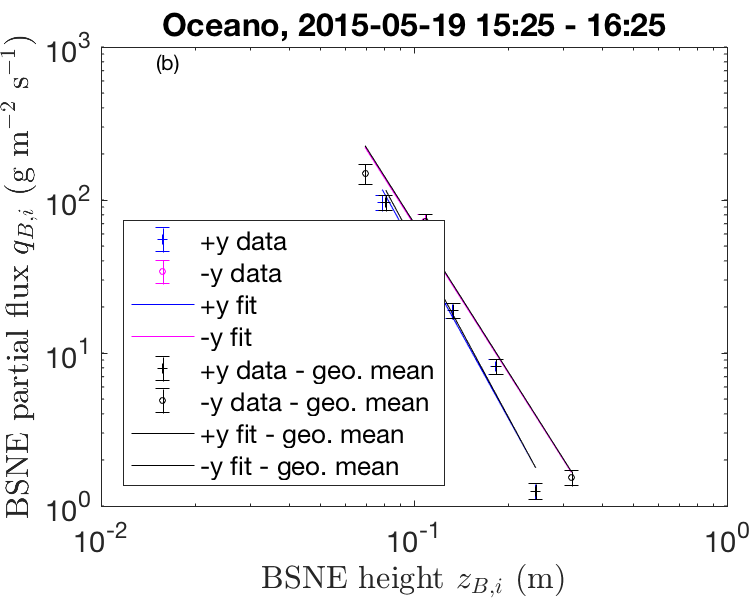 Oceano, 2015-05-19 15:25 - 16:25
(b)
10^3
10^2
10^1
10^0
BSNE partial flux q_{B,i} (g m^{-2} s^{-1})
+y data
-y data
+y fit
-y fit
+y data - geo. mean
-y data - geo. mean
+y fit - geo. mean
-y fit - geo. mean
10^{-2}
10^{-1}
10^0
BSNE height z_{B,i} (m)